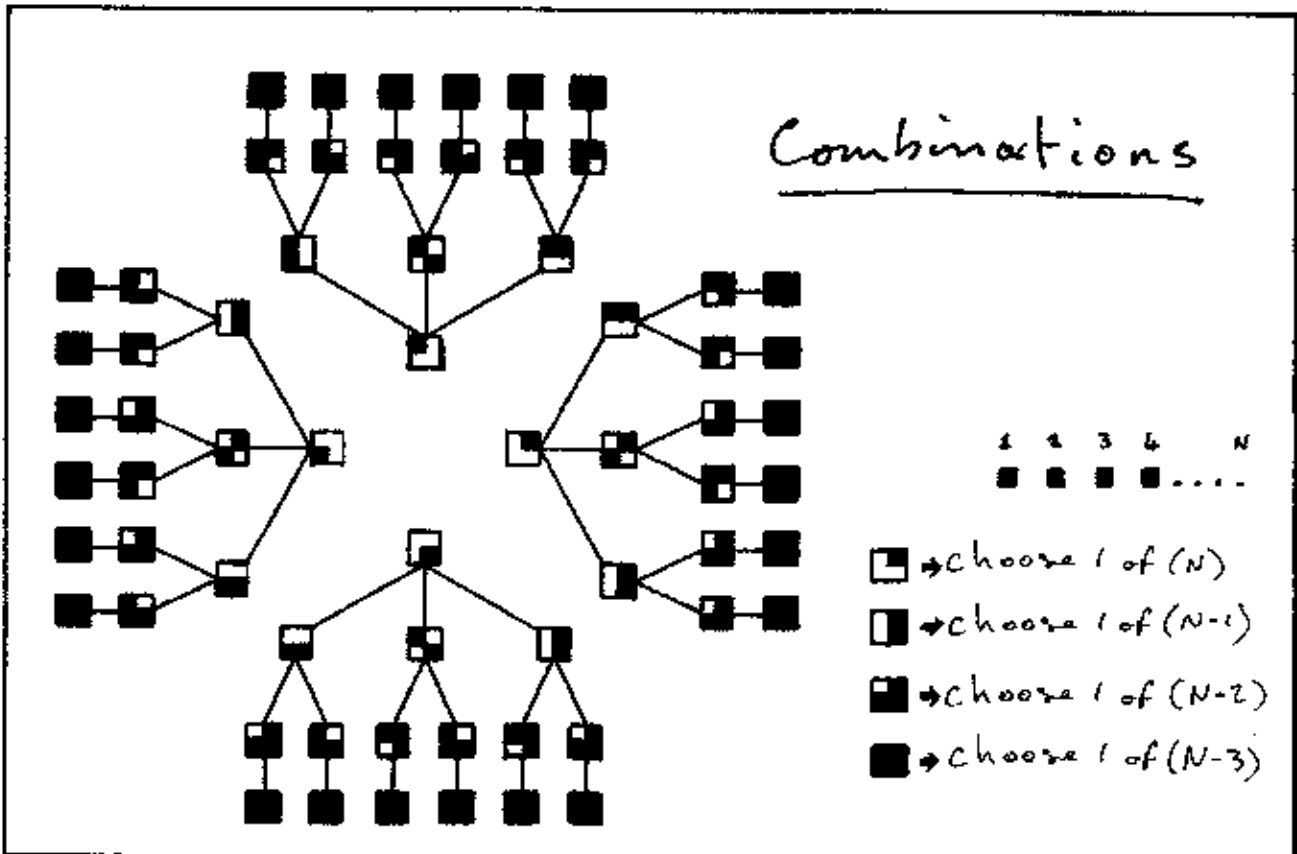 Combinations
1 2 3 4 N
....
→ choose 1 of (N)
→ choose 1 of (N-1)
→ choose 1 of (N-2)
→ choose 1 of (N-3)